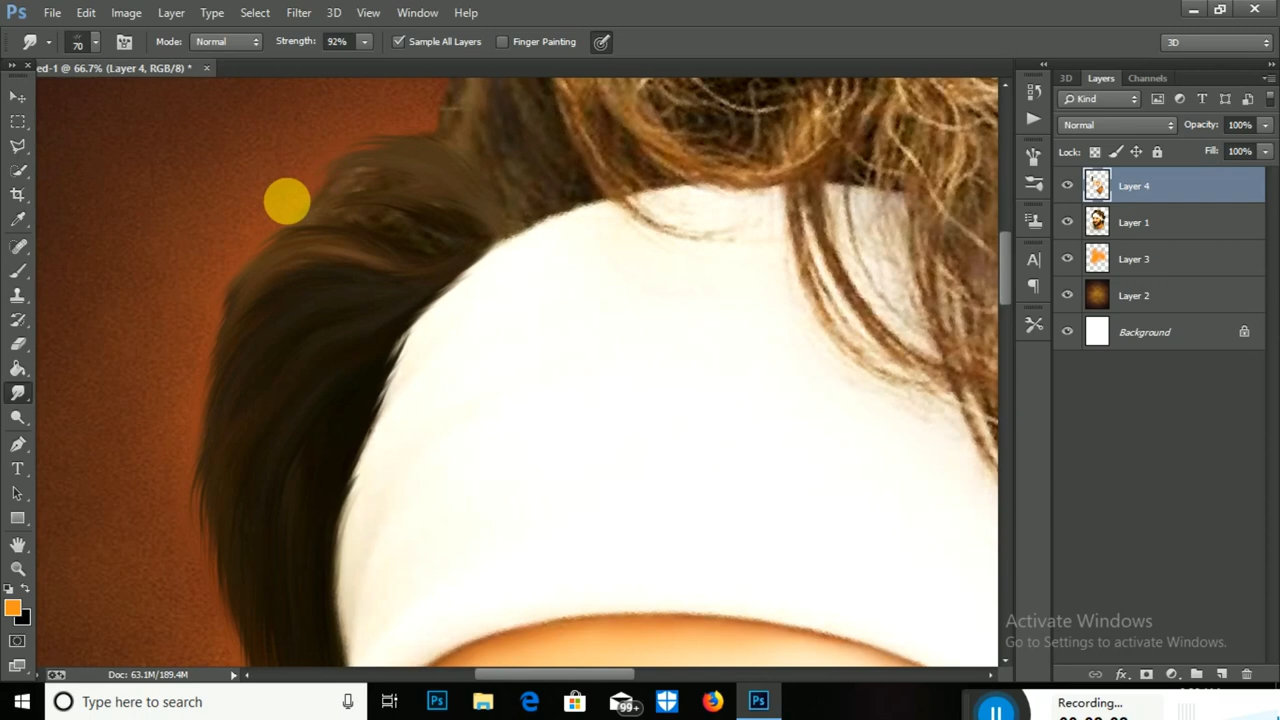 Ps File Edit Image Layer Type Select Filter 3D View Window Help
70 Mode: Normal Strength: 92% Sample All Layers Finger Painting 3D
ed-1 @ 66.7% (Layer 4, RGB/8) * ×
3D Layers Channels
Kind
Normal Opacity: 100%
Lock: Fill: 100%
Layer 4
Layer 1
Layer 3
Layer 2
Background
Activate Windows
Go to Settings to activate Windows.
66.7% Doc: 63.1M/189.4M
Type here to search
99+
Recording...